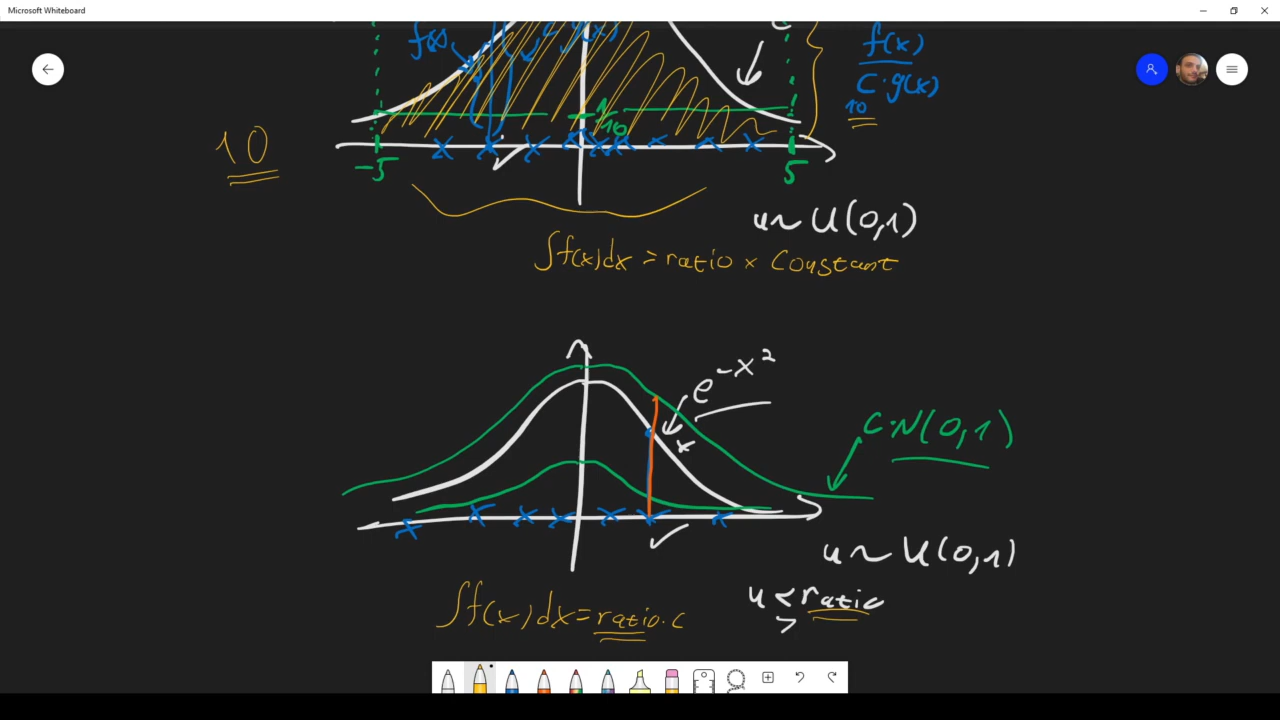 Microsoft Whiteboard
f(x)
f(x)
C·g(x)
10
1/10
10
-5
5
u~U(0,1)
∫f(x)dx = ratio × constant
e^-x²
C·N(0,1)
u~U(0,1)
∫f(x)dx = ratio·c
u < ratio
>